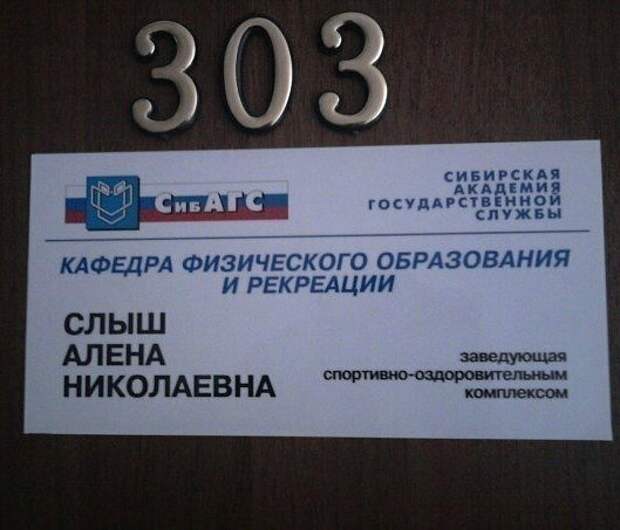 303
СибАГС
СИБИРСКАЯ
АКАДЕМИЯ
ГОСУДАРСТВЕННОЙ
СЛУЖБЫ
КАФЕДРА ФИЗИЧЕСКОГО ОБРАЗОВАНИЯ
И РЕКРЕАЦИИ
СЛЫШ
АЛЕНА
НИКОЛАЕВНА
заведующая
спортивно-оздоровительным
комплексом